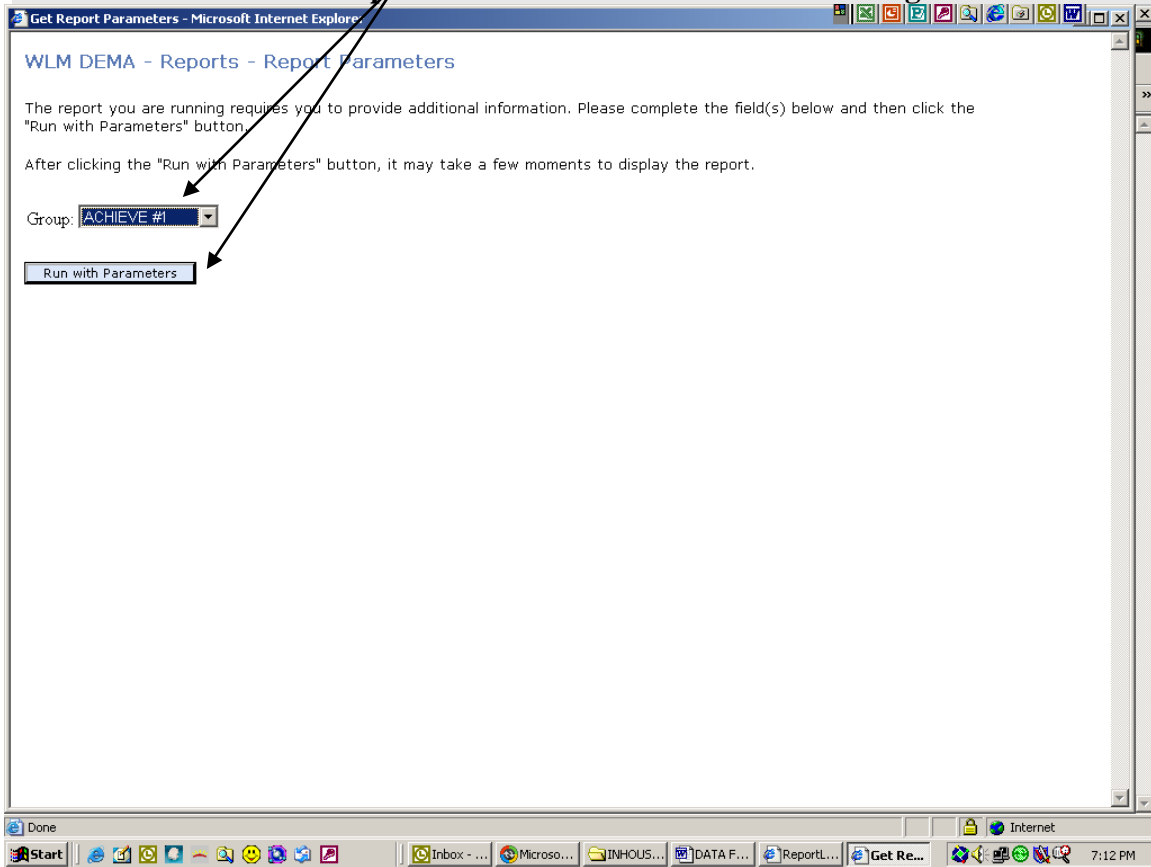 Get Report Parameters - Microsoft Internet Explorer
WLM DEMA - Reports - Report Parameters
The report you are running requires you to provide additional information. Please complete the field(s) below and then click the
"Run with Parameters" button.
After clicking the "Run with Parameters" button, it may take a few moments to display the report.
Group: ACHIEVE #1
Run with Parameters
Done
Internet
Start
Inbox - ...
Microso...
INHOUS...
DATA F...
ReportL...
Get Re...
7:12 PM